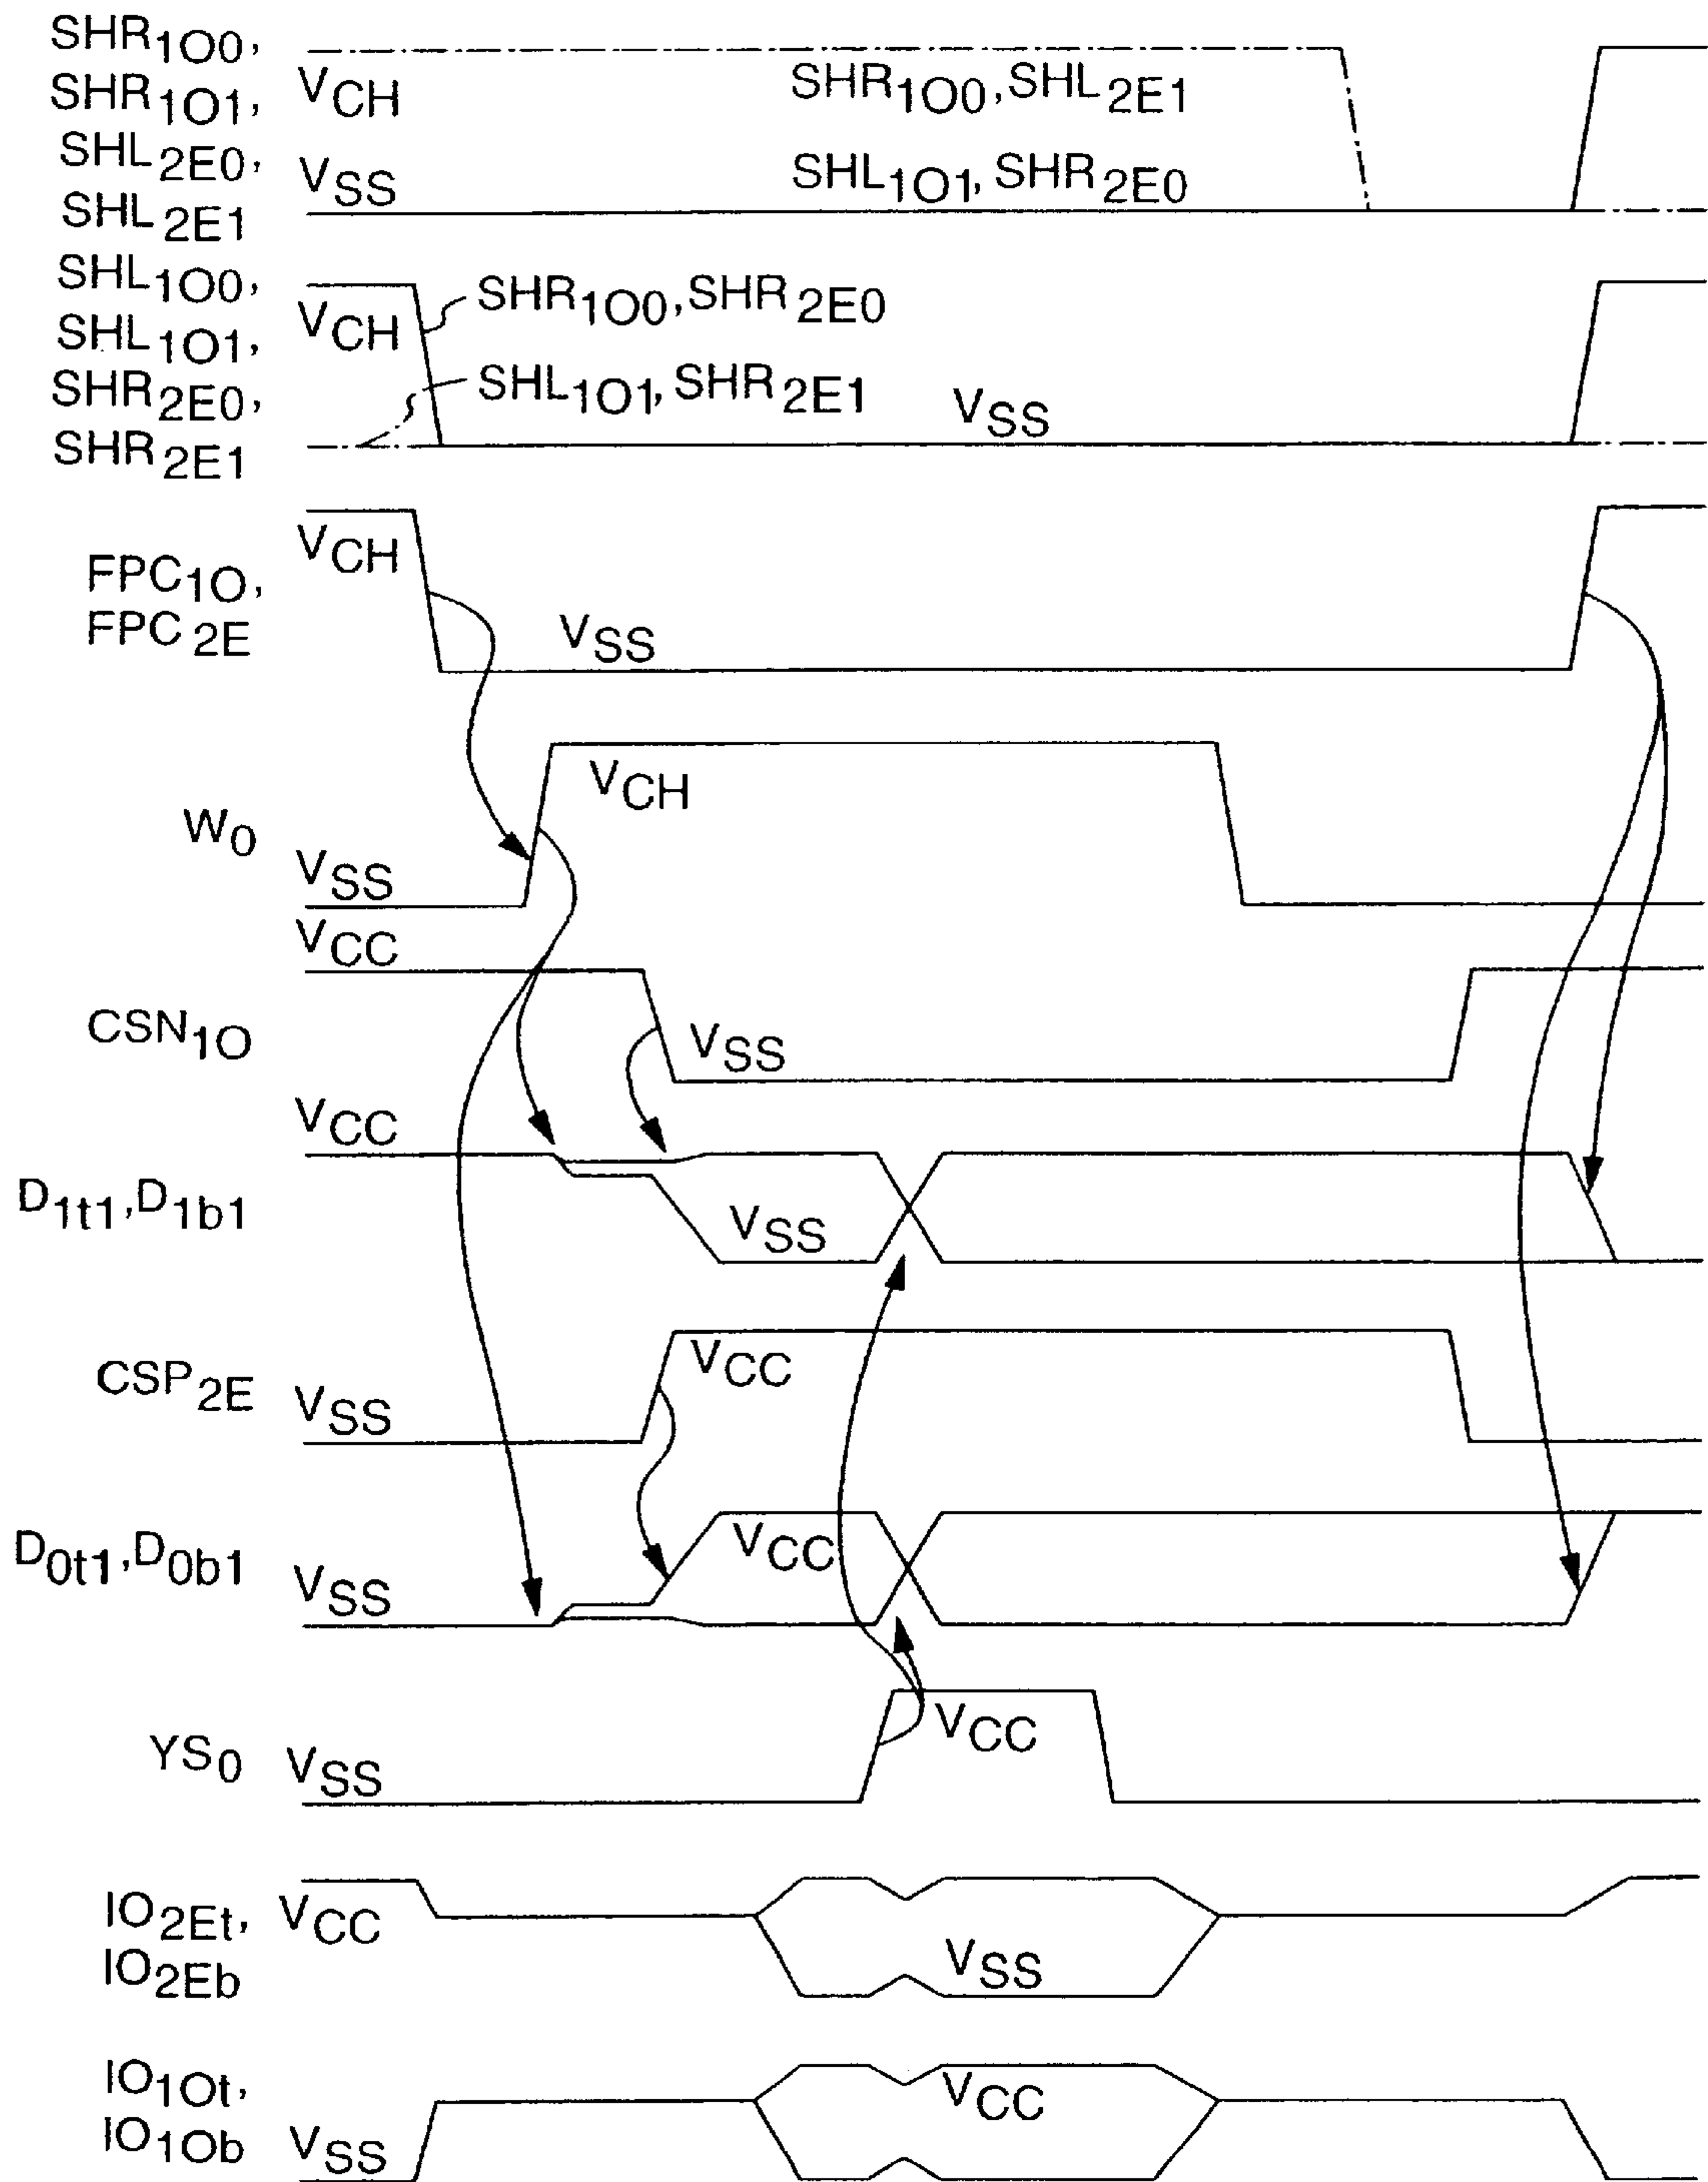 SHR1O0,
SHR1O1,
SHL2E0,
SHL2E1
VCH
VSS
SHR1O0,SHL2E1
SHL1O1,SHR2E0
SHL1O0,
SHL1O1,
SHR2E0,
SHR2E1
VCH
SHR1O0,SHR2E0
SHL1O1,SHR2E1
VSS
FPC1O,
FPC2E
VCH
VSS
W0
VSS
VCH
CSN1O
VCC
VSS
D1t1,D1b1
VCC
VSS
CSP2E
VSS
VCC
D0t1,D0b1
VSS
VCC
YS0
VSS
VCC
IO2Et,
IO2Eb
VCC
VSS
IO1Ot,
IO1Ob
VSS
VCC